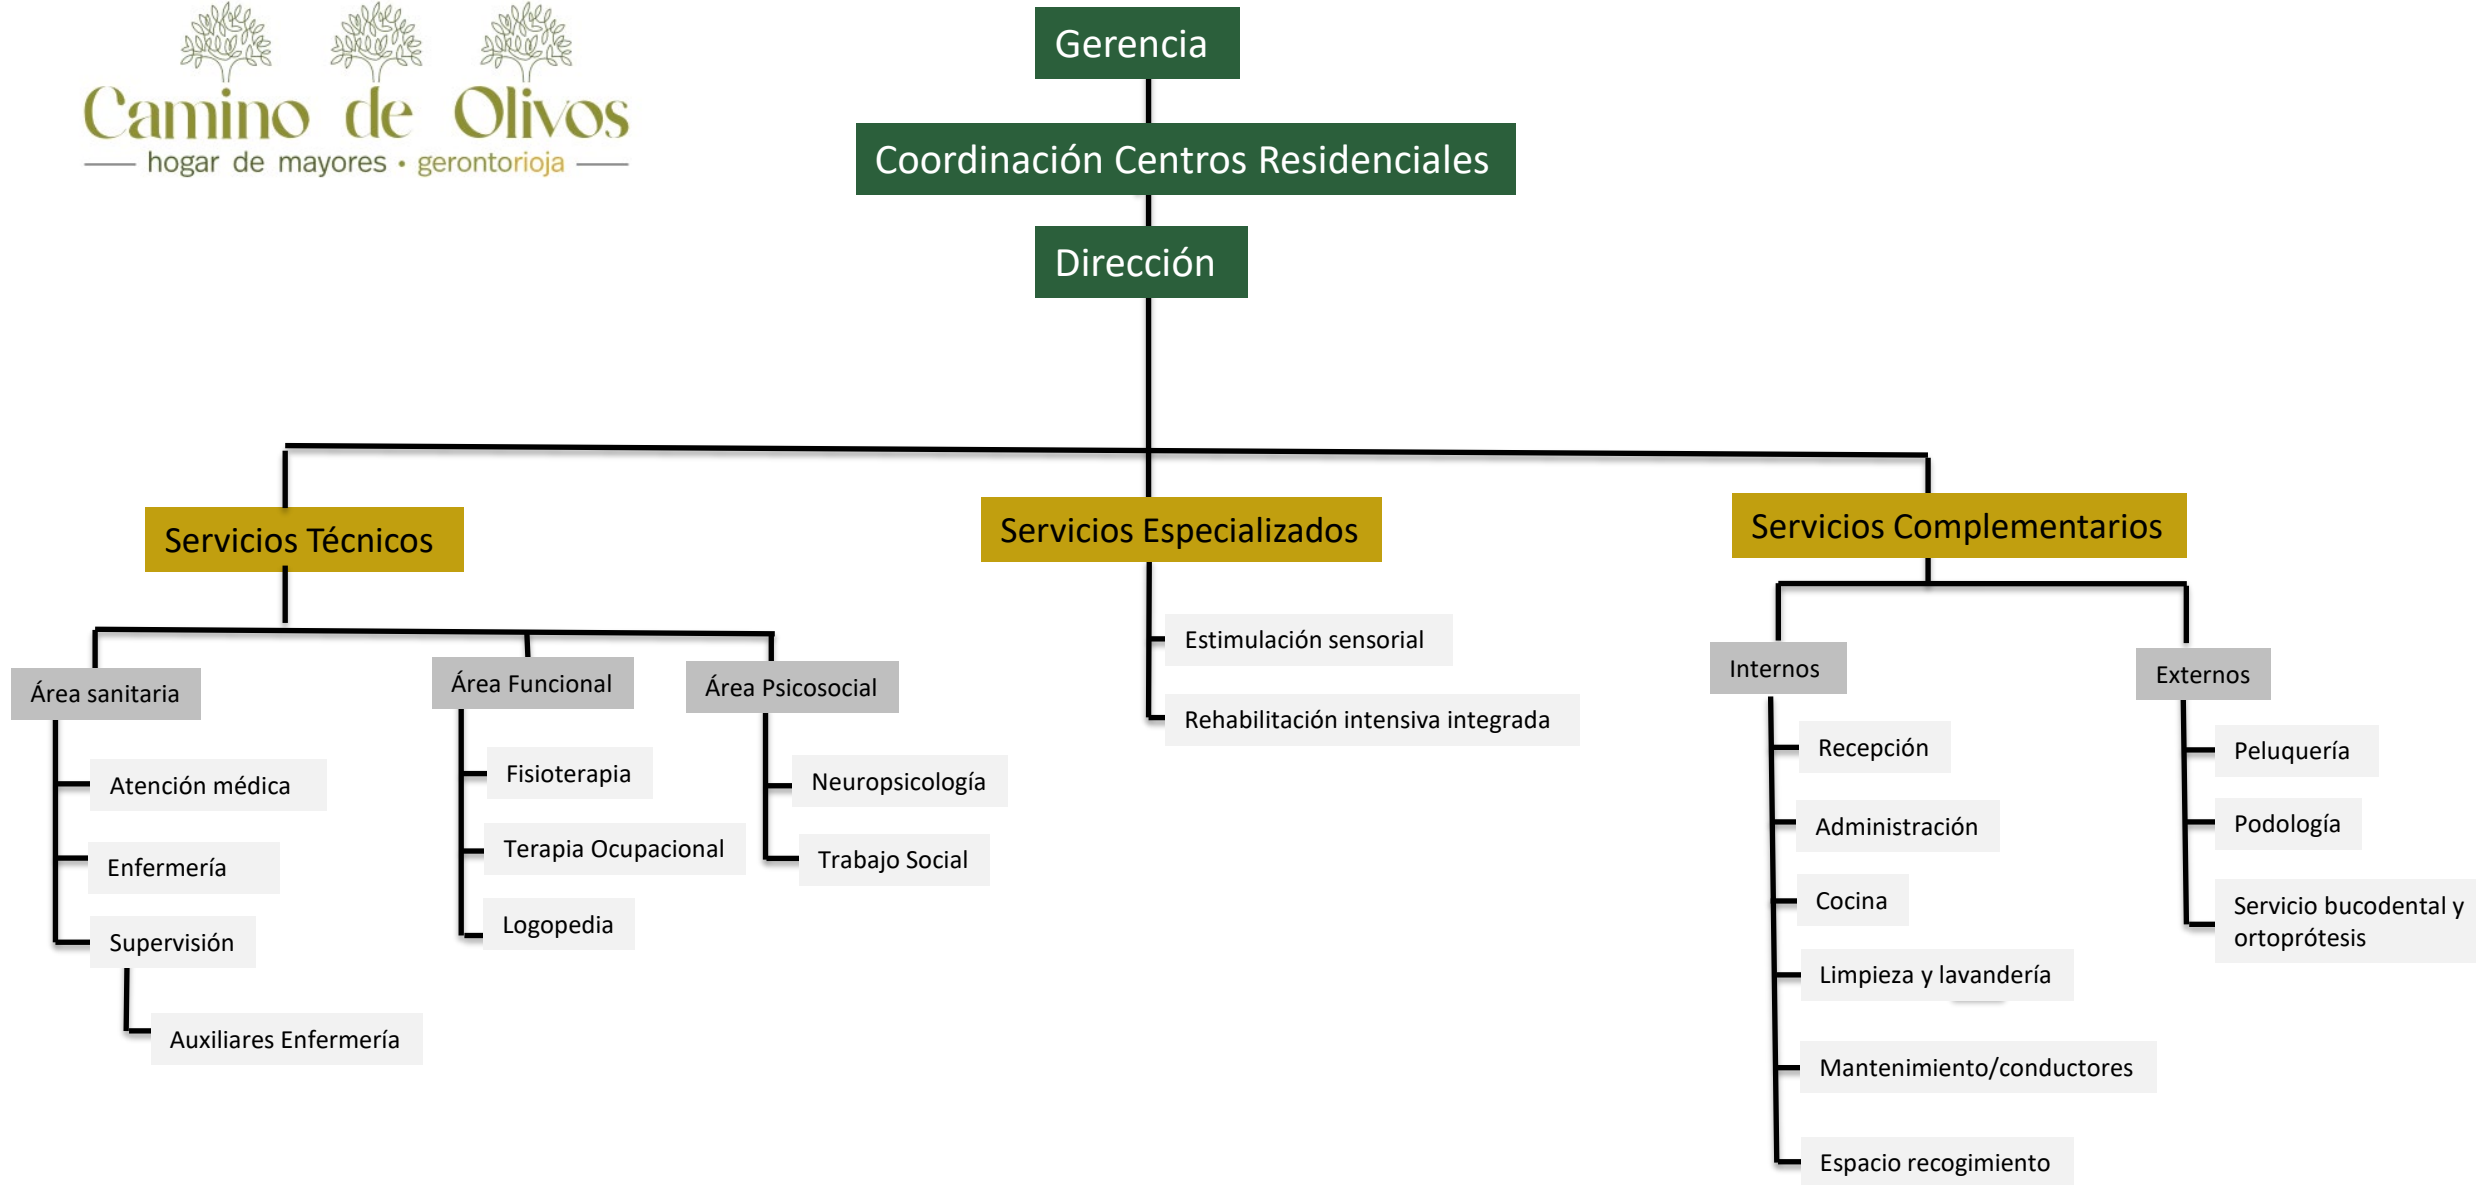 Camino de Olivos
hogar de mayores • gerontorioja
Gerencia
Coordinación Centros Residenciales
Dirección
Servicios Técnicos
Servicios Especializados
Servicios Complementarios
Área sanitaria
Atención médica
Enfermería
Supervisión
Auxiliares Enfermería
Área Funcional
Fisioterapia
Terapia Ocupacional
Logopedia
Área Psicosocial
Neuropsicología
Trabajo Social
Estimulación sensorial
Rehabilitación intensiva integrada
Internos
Recepción
Administración
Cocina
Limpieza y lavandería
Mantenimiento/conductores
Espacio recogimiento
Externos
Peluquería
Podología
Servicio bucodental y
ortoprótesis